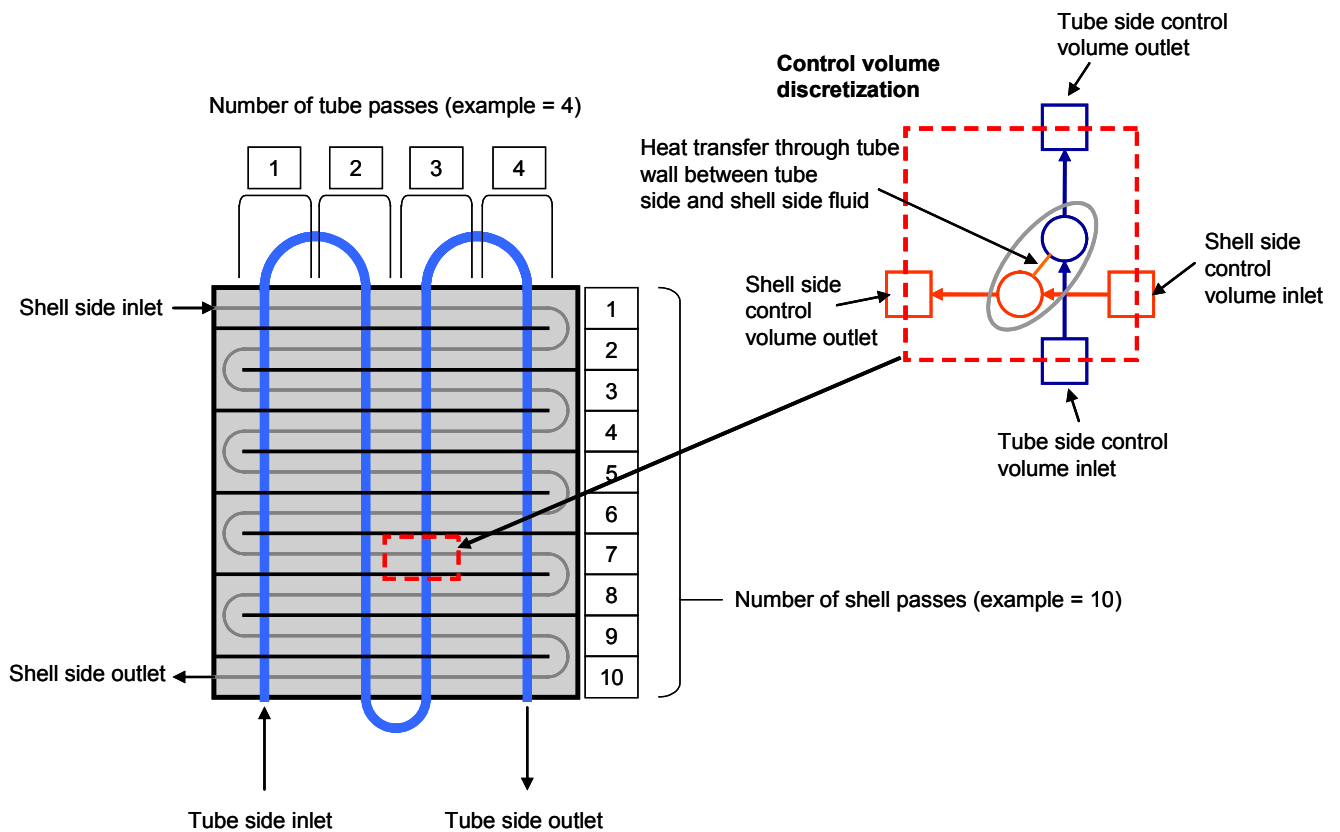 Number of tube passes (example = 4)
1
2
3
4
Shell side inlet
1
2
3
4
5
6
7
8
9
10
Number of shell passes (example = 10)
Shell side outlet
Tube side inlet
Tube side outlet
Control volume
discretization
Tube side control
volume outlet
Heat transfer through tube
wall between tube
side and shell side fluid
Shell side
control
volume inlet
Shell side
control
volume outlet
Tube side control
volume inlet